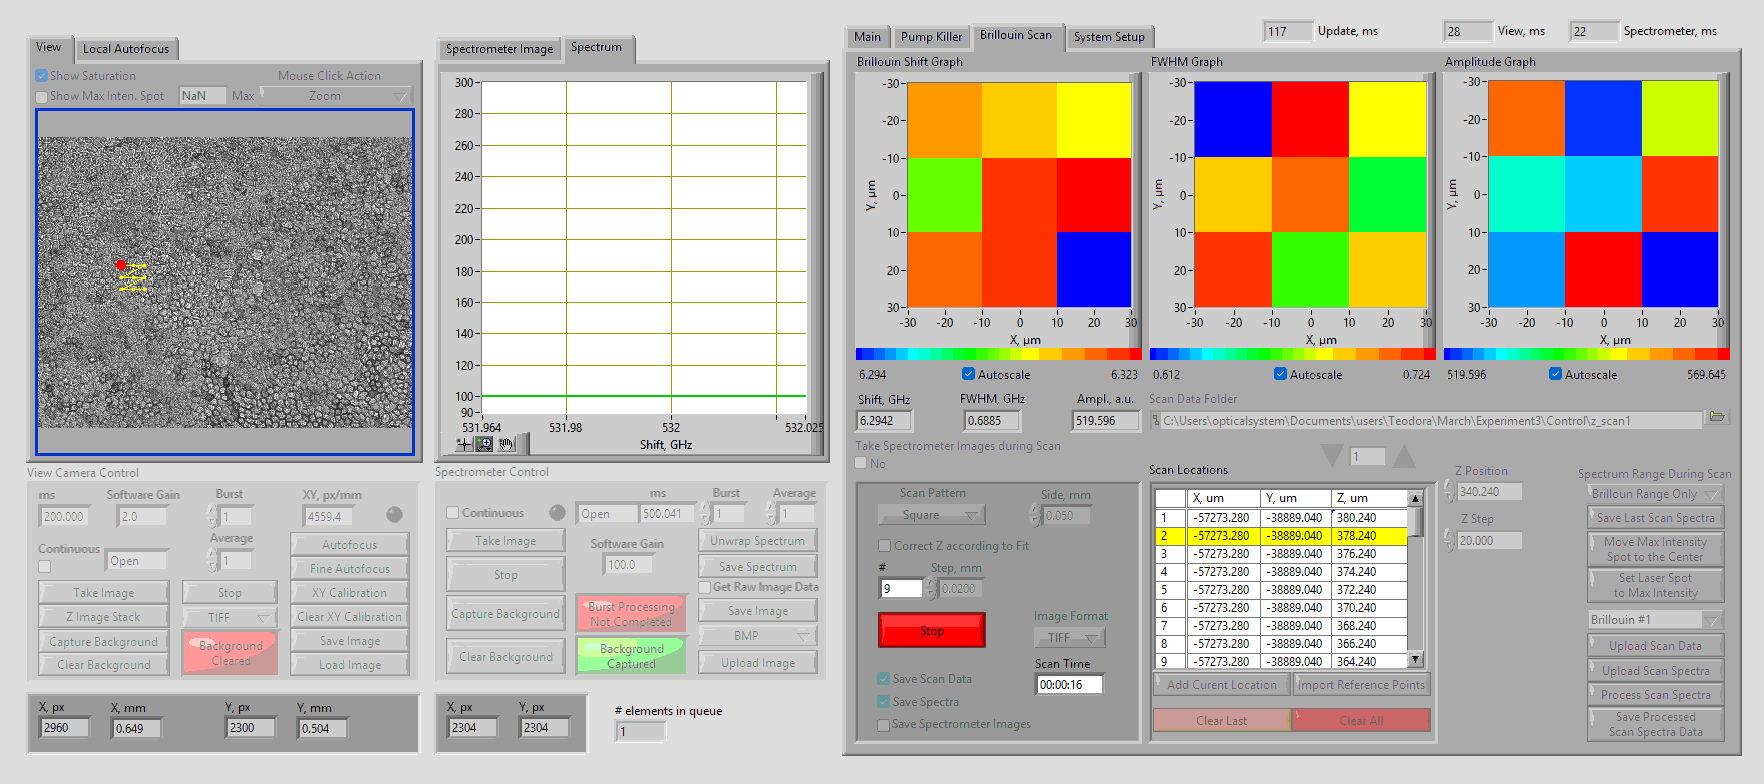 View
Local Autofocus
Show Saturation
Mouse Click Action
Show Max Inten. Spot
NaN
Max
Zoom
View Camera Control
ms
Software Gain
Burst
XY, px/mm
200.000
2.0
1
4559.4
Average
Continuous
Open
1
Autofocus
Fine Autofocus
Take Image
Stop
XY Calibration
Z Image Stack
TIFF
Clear XY Calibration
Capture Background
Background
Cleared
Save Image
Clear Background
Load Image
X, px
X, mm
Y, px
Y, mm
2960
0.649
2300
0.504
Spectrometer Image
Spectrum
300
280
260
240
220
200
180
160
140
120
100
90
531.964
531.98
532
532.025
Shift, GHz
Spectrometer Control
ms
Burst
Average
Continuous
Open
500.041
1
1
Take Image
Software Gain
100.0
Unwrap Spectrum
Stop
Save Spectrum
Get Raw Image Data
Capture Background
Burst Processing
Not Completed
Save Image
BMP
Clear Background
Background
Captured
Upload Image
X, px
Y, px
2304
2304
# elements in queue
1
117
Update, ms
28
View, ms
22
Spectrometer, ms
Main
Pump Killer
Brillouin Scan
System Setup
Brillouin Shift Graph
-30
-20
-10
0
10
20
30
Y, µm
-30
-20
-10
0
10
20
30
X, µm
6.294
Autoscale
6.323
FWHM Graph
-30
-20
-10
0
10
20
30
Y, µm
-30
-20
-10
0
10
20
30
X, µm
0.612
Autoscale
0.724
Amplitude Graph
-30
-20
-10
0
10
20
30
Y, µm
-30
-20
-10
0
10
20
30
X, µm
519.596
Autoscale
569.645
Shift, GHz
FWHM, GHz
Ampl., a.u.
Scan Data Folder
6.2942
0.6885
519.596
C:\Users\opticalsystem\Documents\users\Teodora\March\Experiment3\Control\z_scan1
Take Spectrometer Images during Scan
No
Scan Pattern
Side, mm
Square
0.050
Correct Z according to Fit
#
Step, mm
9
0.0200
Stop
Image Format
TIFF
Scan Time
00:00:16
Save Scan Data
Save Spectra
Save Spectrometer Images
1
Scan Locations
X, um
Y, um
Z, um
1 -57273.280 -38889.040 380.240
2 -57273.280 -38889.040 378.240
3 -57273.280 -38889.040 376.240
4 -57273.280 -38889.040 374.240
5 -57273.280 -38889.040 372.240
6 -57273.280 -38889.040 370.240
7 -57273.280 -38889.040 368.240
8 -57273.280 -38889.040 366.240
9 -57273.280 -38889.040 364.240
Add Curent Location
Import Reference Points
Clear Last
Clear All
Z Position
340.240
Z Step
20.000
Spectrum Range During Scan
Brilloun Range Only
Save Last Scan Spectra
Move Max Intensity
Spot to the Center
Set Laser Spot
to Max Intensity
Brillouin #1
Upload Scan Data
Upload Scan Spectra
Process Scan Spectra
Save Processed
Scan Spectra Data